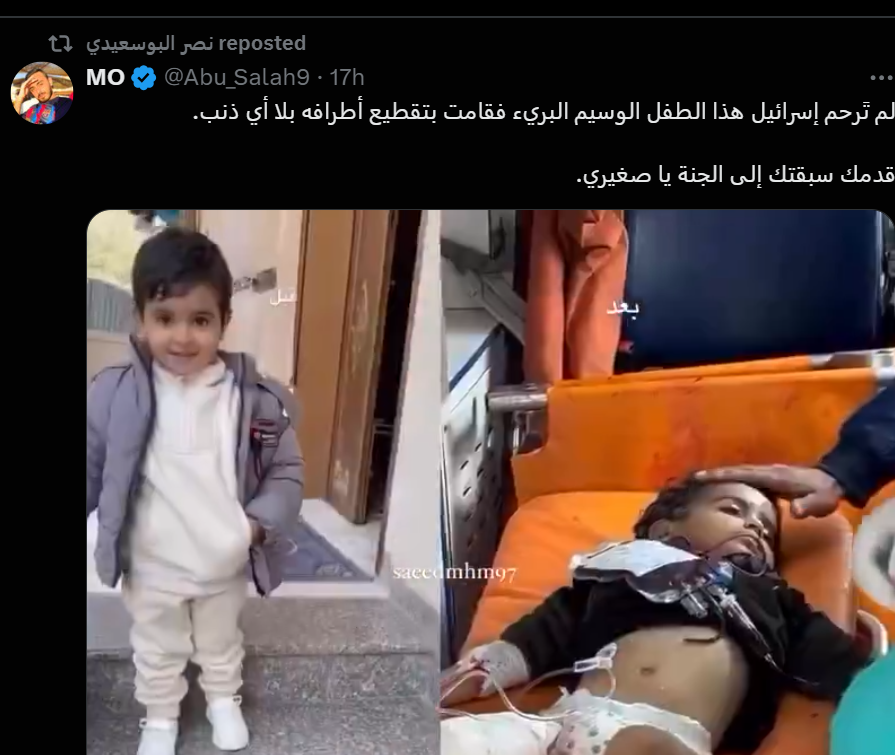 نصر البوسعيدي reposted
MO @Abu_Salah9 · 17h
لم تَرحم إسرائيل هذا الطفل الوسيم البريء فقامت بتقطيع أطرافه بلا أي ذنب.
قدمك سبقتك إلى الجنة يا صغيري.
قبل
بعد
saeedmhm97